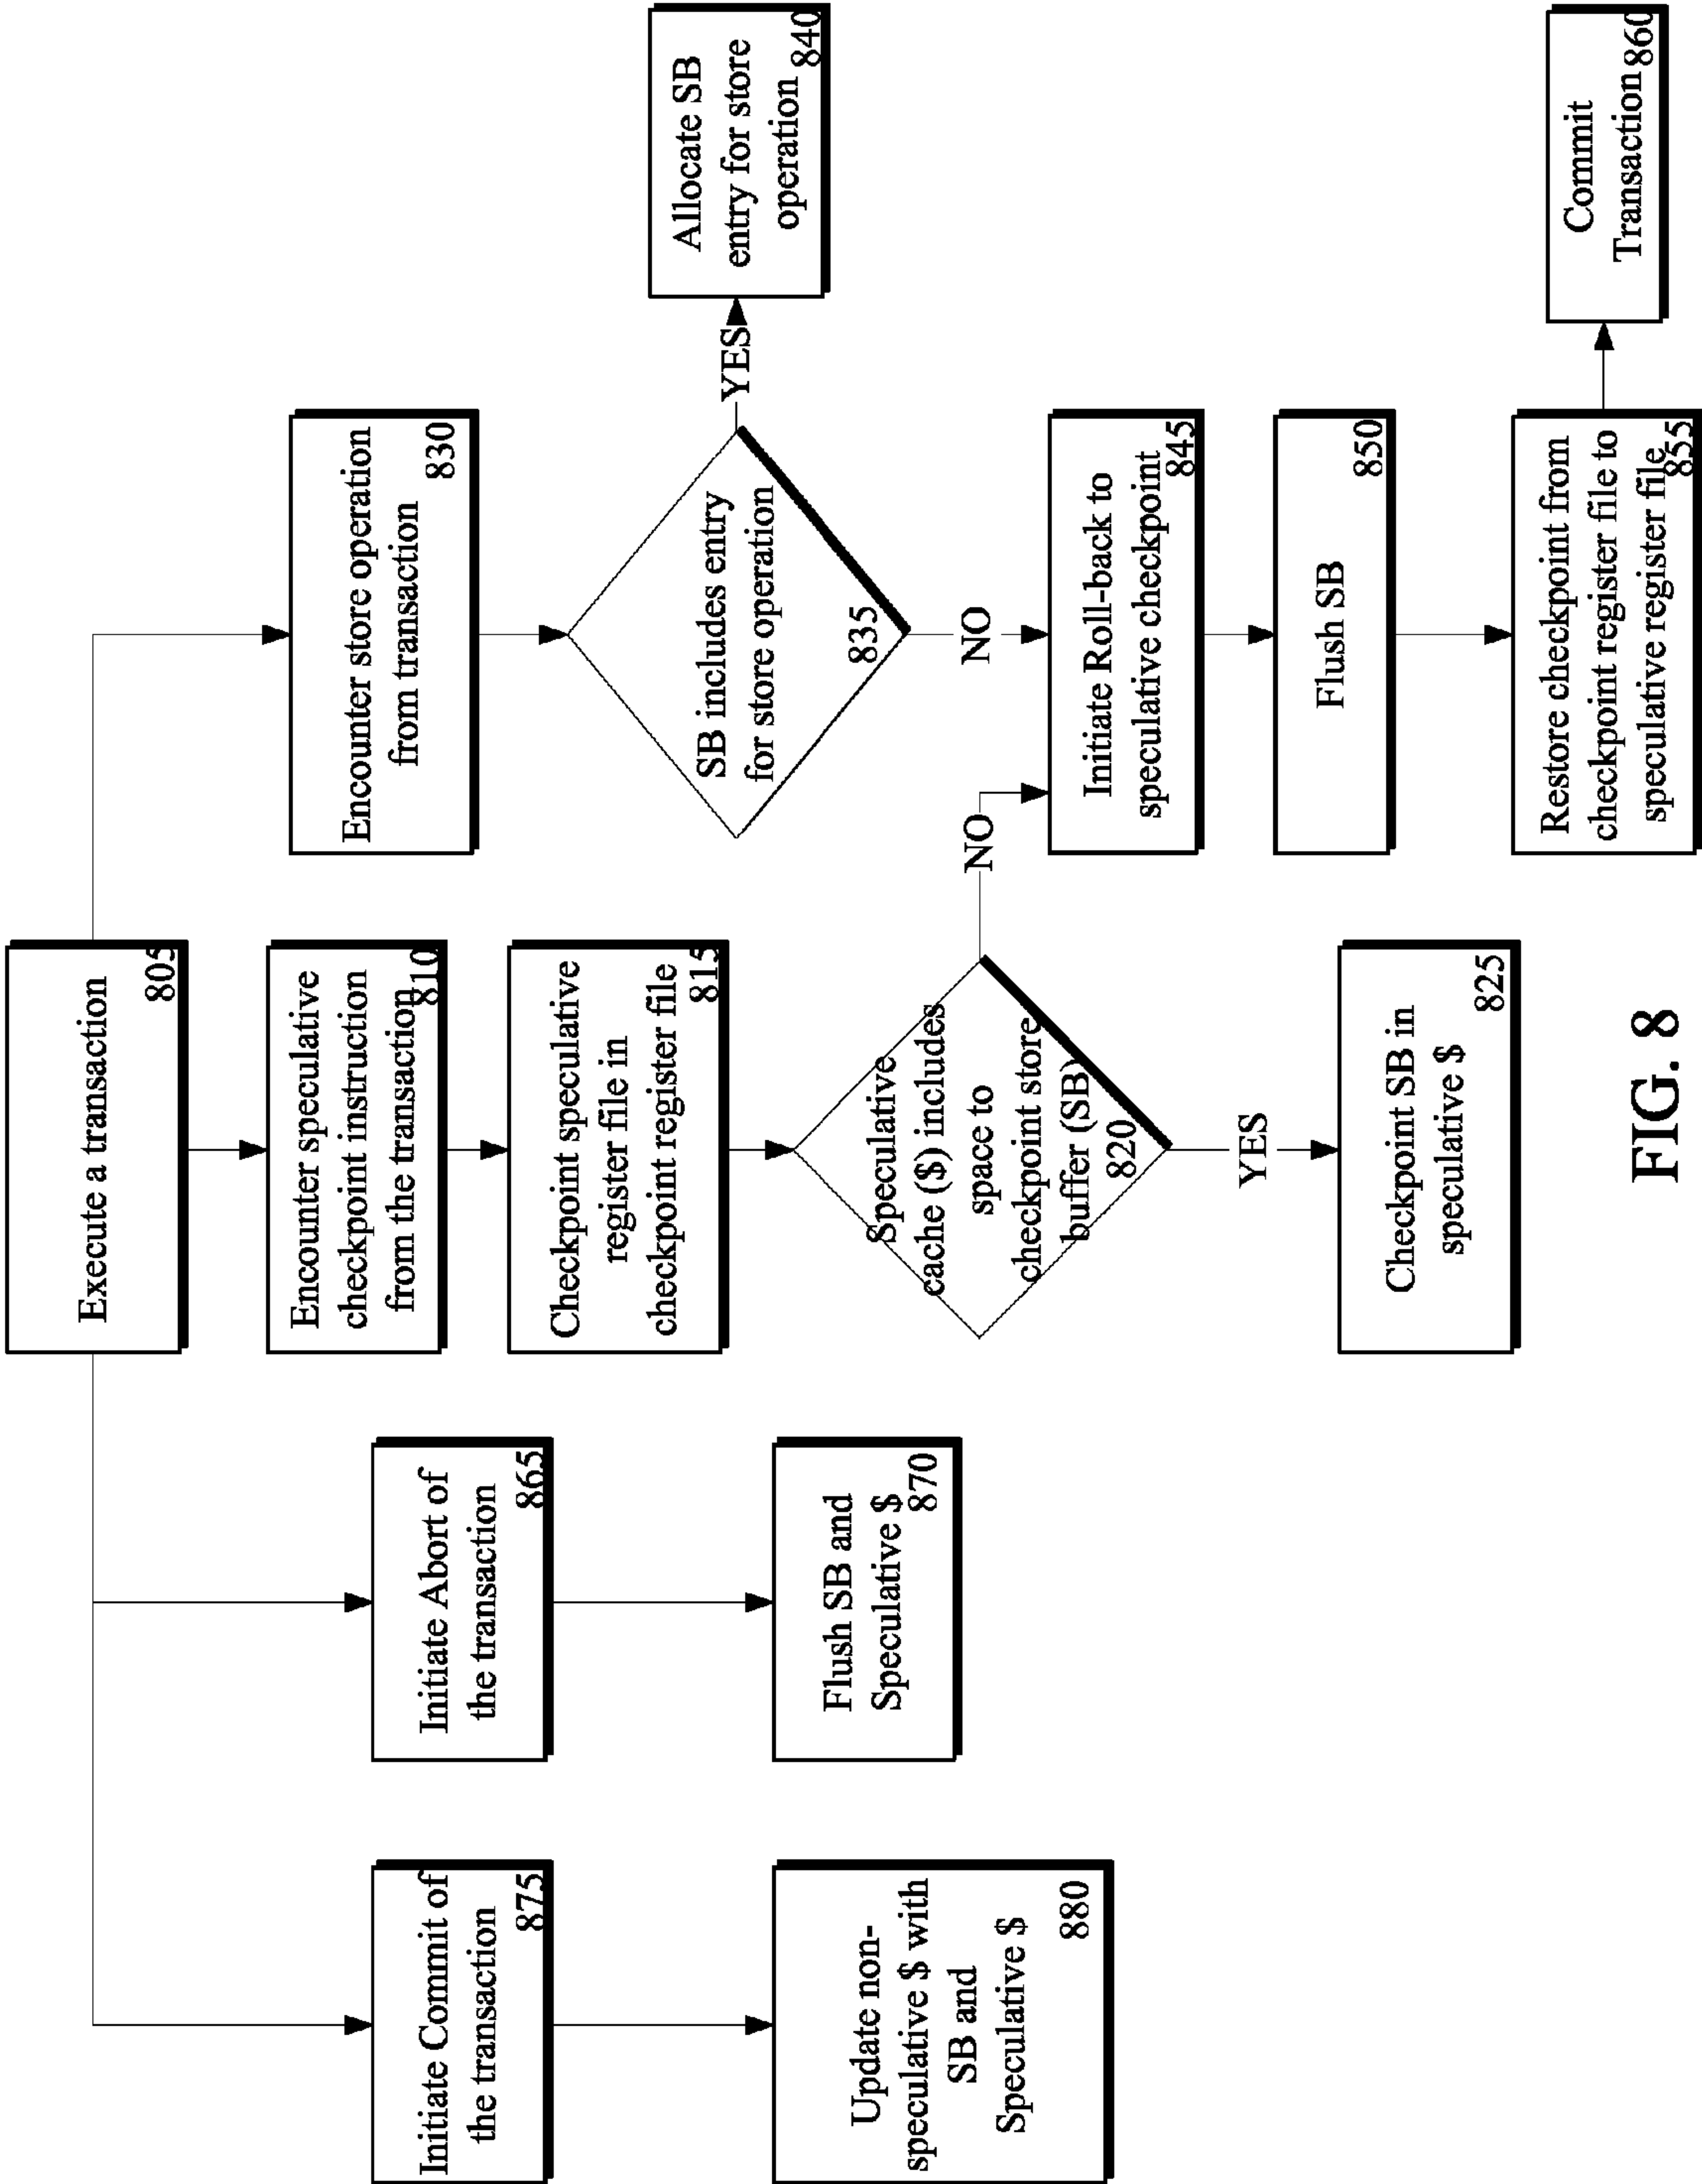 Execute a transaction
805
Initiate Commit of
the transaction
875
Update non-
speculative $ with
SB and
Speculative $
880
Initiate Abort of
the transaction
865
Flush SB and
Speculative $
870
Encounter speculative
checkpoint instruction
from the transaction
810
Checkpoint speculative
register file in
checkpoint register file
815
Speculative
cache ($) includes
space to
checkpoint store
buffer (SB)
820
YES
Checkpoint SB in
speculative $
825
NO
Encounter store operation
from transaction
830
SB includes entry
for store operation
835
YES
Allocate SB
entry for store
operation
840
NO
Initiate Roll-back to
speculative checkpoint
845
Flush SB
850
Restore checkpoint from
checkpoint register file to
speculative register file
855
Commit
Transaction
860
FIG. 8